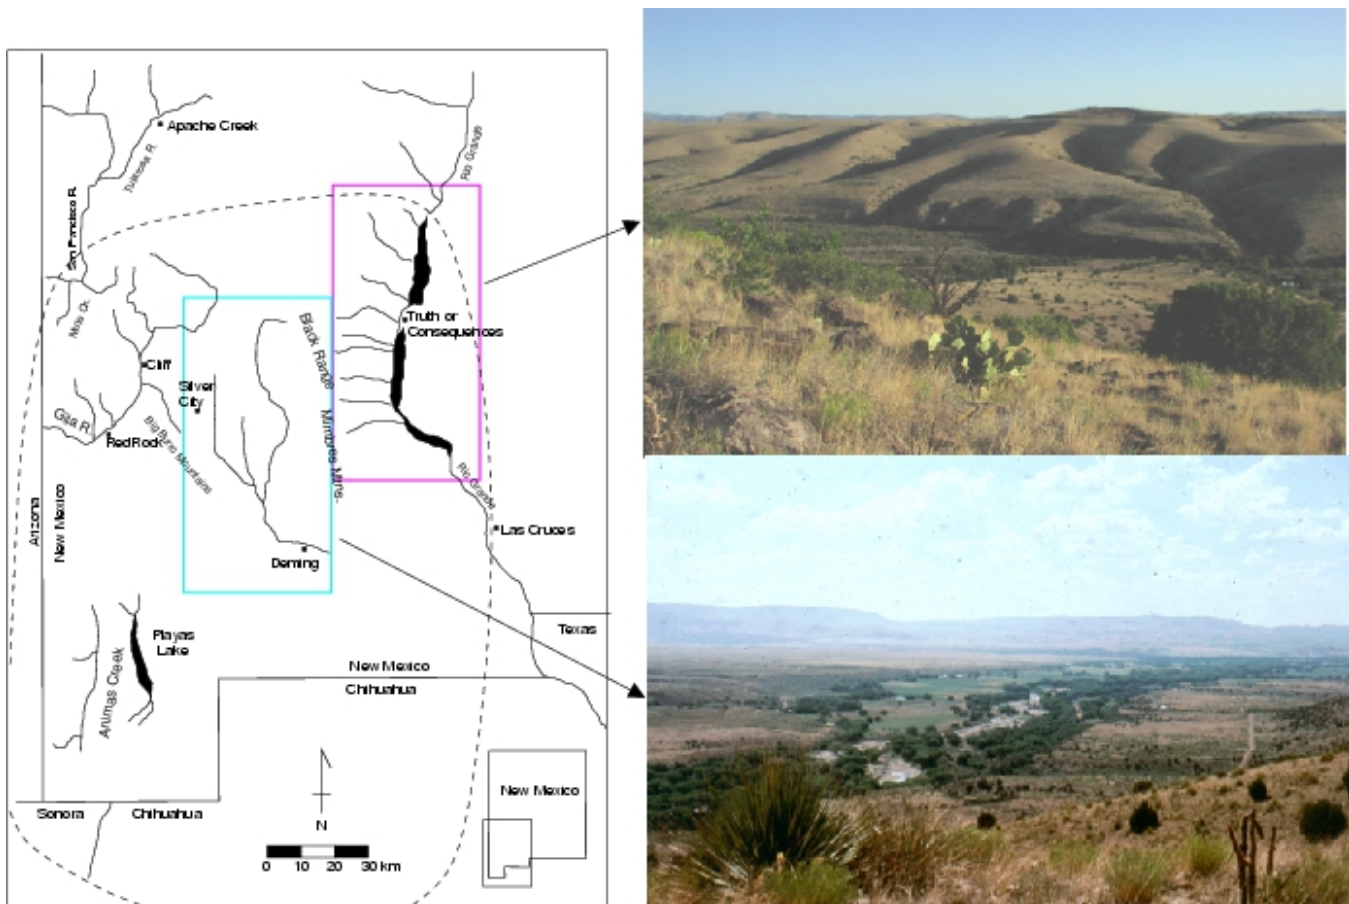 Apache Creek
Rio Grande
Tularosa R.
San Francisco R.
Black Range
Truth or
Consequences
Cliff
Silver
City
Gila R.
Red Rock
Big Burro Mountains
Mimbres Mtns.
Rio Grande
Las Cruces
Arizona
New Mexico
Deming
Texas
Playas
Lake
Animas Creek
New Mexico
Chihuahua
New Mexico
Sonora
Chihuahua
N
0 10 20 30 km